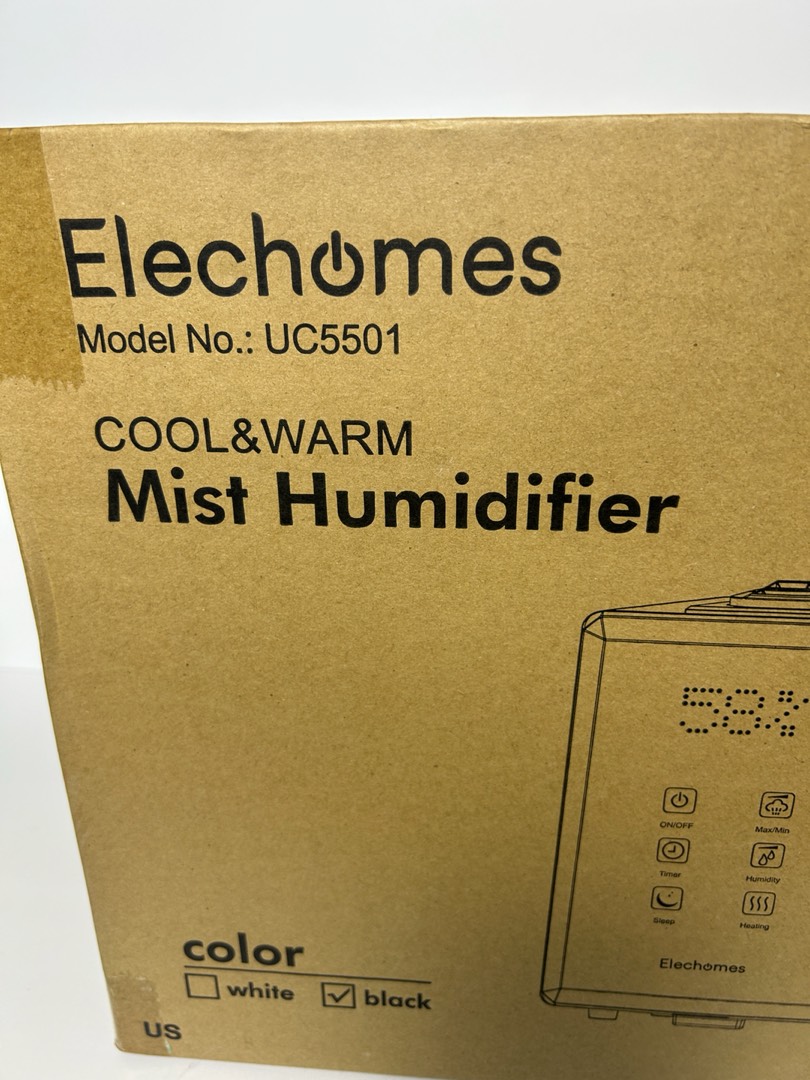 Elechomes
Model No.: UC5501
COOL&WARM
Mist Humidifier
58%
ON/OFF
Max/Min
Timer
Humidity
Sleep
Heating
Elechomes
color
white
black
US